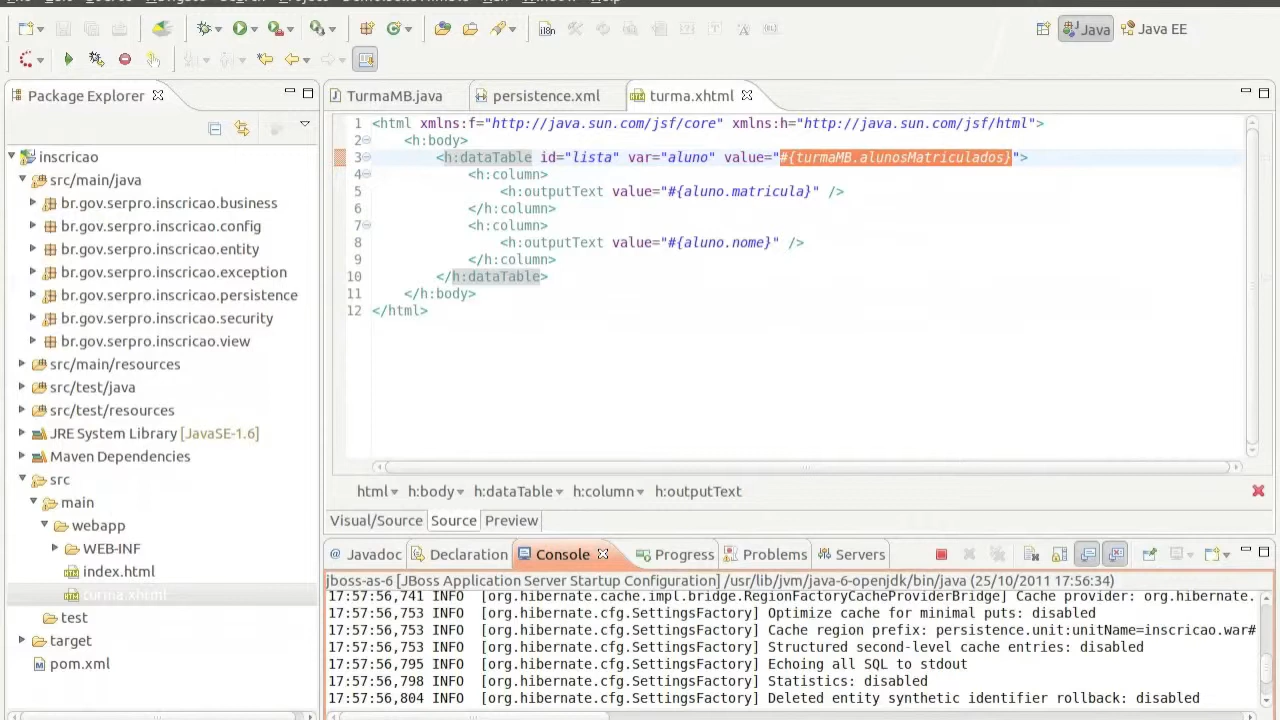 Java
Java EE
Package Explorer
inscricao
src/main/java
br.gov.serpro.inscricao.business
br.gov.serpro.inscricao.config
br.gov.serpro.inscricao.entity
br.gov.serpro.inscricao.exception
br.gov.serpro.inscricao.persistence
br.gov.serpro.inscricao.security
br.gov.serpro.inscricao.view
src/main/resources
src/test/java
src/test/resources
JRE System Library [JavaSE-1.6]
Maven Dependencies
src
main
webapp
WEB-INF
index.html
turma.xhtml
test
target
pom.xml
TurmaMB.java
persistence.xml
turma.xhtml
1 <html xmlns:f="http://java.sun.com/jsf/core" xmlns:h="http://java.sun.com/jsf/html">
2 <h:body>
3 <h:dataTable id="lista" var="aluno" value="#{turmaMB.alunosMatriculados}">
4 <h:column>
5 <h:outputText value="#{aluno.matricula}" />
6 </h:column>
7 <h:column>
8 <h:outputText value="#{aluno.nome}" />
9 </h:column>
10 </h:dataTable>
11 </h:body>
12 </html>
html h:body h:dataTable h:column h:outputText
Visual/Source Source Preview
@ Javadoc Declaration Console Progress Problems Servers
jboss-as-6 [JBoss Application Server Startup Configuration] /usr/lib/jvm/java-6-openjdk/bin/java (25/10/2011 17:56:34)
17:57:56,741 INFO [org.hibernate.cache.impl.bridge.RegionFactoryCacheProviderBridge] Cache provider: org.hibernate.
17:57:56,753 INFO [org.hibernate.cfg.SettingsFactory] Optimize cache for minimal puts: disabled
17:57:56,753 INFO [org.hibernate.cfg.SettingsFactory] Cache region prefix: persistence.unit:unitName=inscricao.war#
17:57:56,753 INFO [org.hibernate.cfg.SettingsFactory] Structured second-level cache entries: disabled
17:57:56,795 INFO [org.hibernate.cfg.SettingsFactory] Echoing all SQL to stdout
17:57:56,798 INFO [org.hibernate.cfg.SettingsFactory] Statistics: disabled
17:57:56,804 INFO [org.hibernate.cfg.SettingsFactory] Deleted entity synthetic identifier rollback: disabled